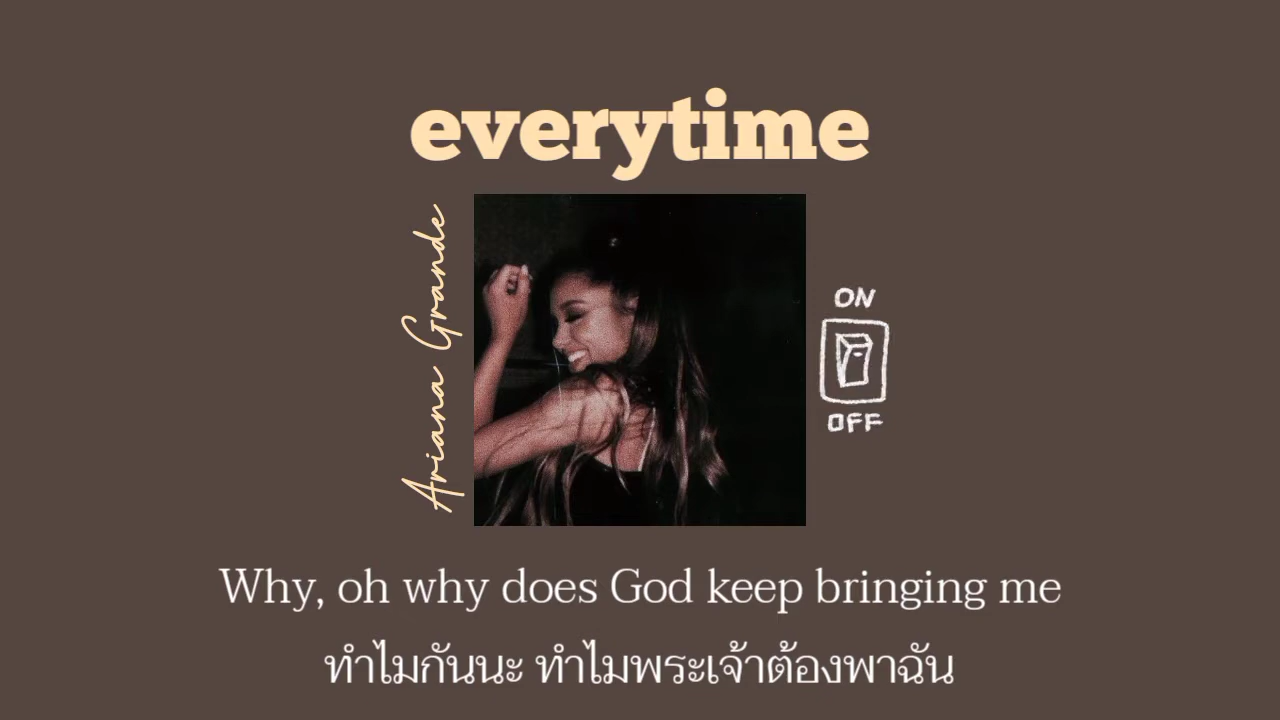 everytime
Ariana Grande
ON
OFF
Why, oh why does God keep bringing me
ทำไมกันนะ ทำไมพระเจ้าต้องพาฉัน